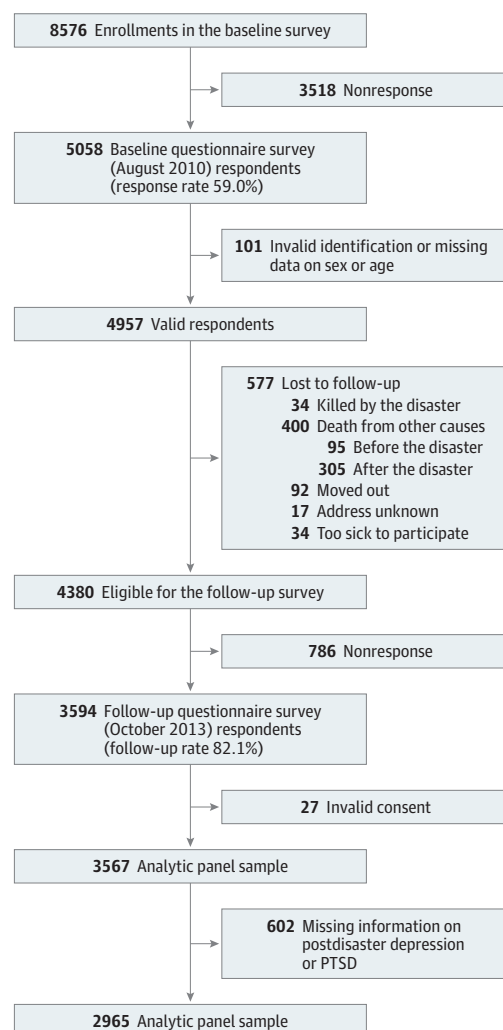 8576 Enrollments in the baseline survey
3518 Nonresponse
5058 Baseline questionnaire survey
(August 2010) respondents
(response rate 59.0%)
101 Invalid identification or missing
data on sex or age
4957 Valid respondents
577 Lost to follow-up
34 Killed by the disaster
400 Death from other causes
95 Before the disaster
305 After the disaster
92 Moved out
17 Address unknown
34 Too sick to participate
4380 Eligible for the follow-up survey
786 Nonresponse
3594 Follow-up questionnaire survey
(October 2013) respondents
(follow-up rate 82.1%)
27 Invalid consent
3567 Analytic panel sample
602 Missing information on
postdisaster depression
or PTSD
2965 Analytic panel sample